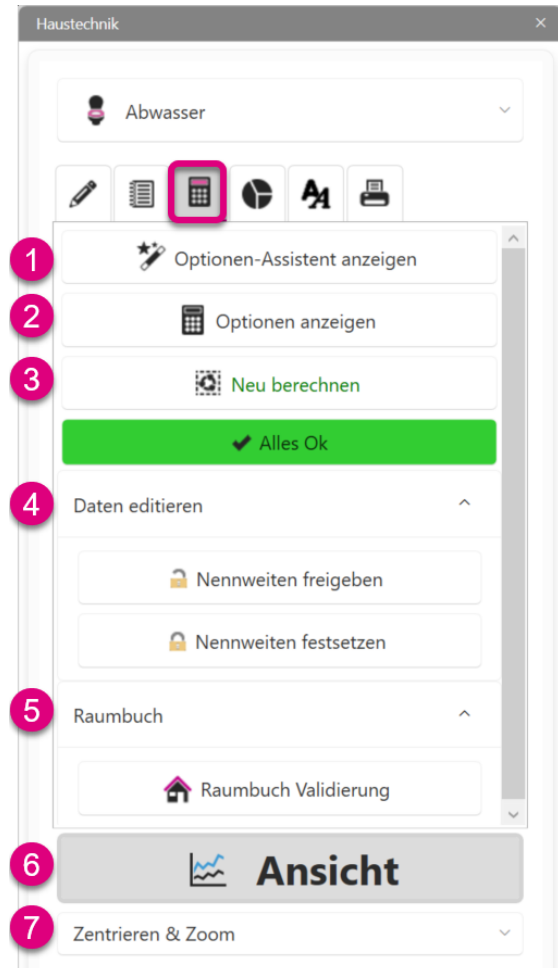 Haustechnik
Abwasser
1 Optionen-Assistent anzeigen
2 Optionen anzeigen
3 Neu berechnen
Alles Ok
4 Daten editieren
Nennweiten freigeben
Nennweiten festsetzen
5 Raumbuch
Raumbuch Validierung
6 Ansicht
7 Zentrieren & Zoom